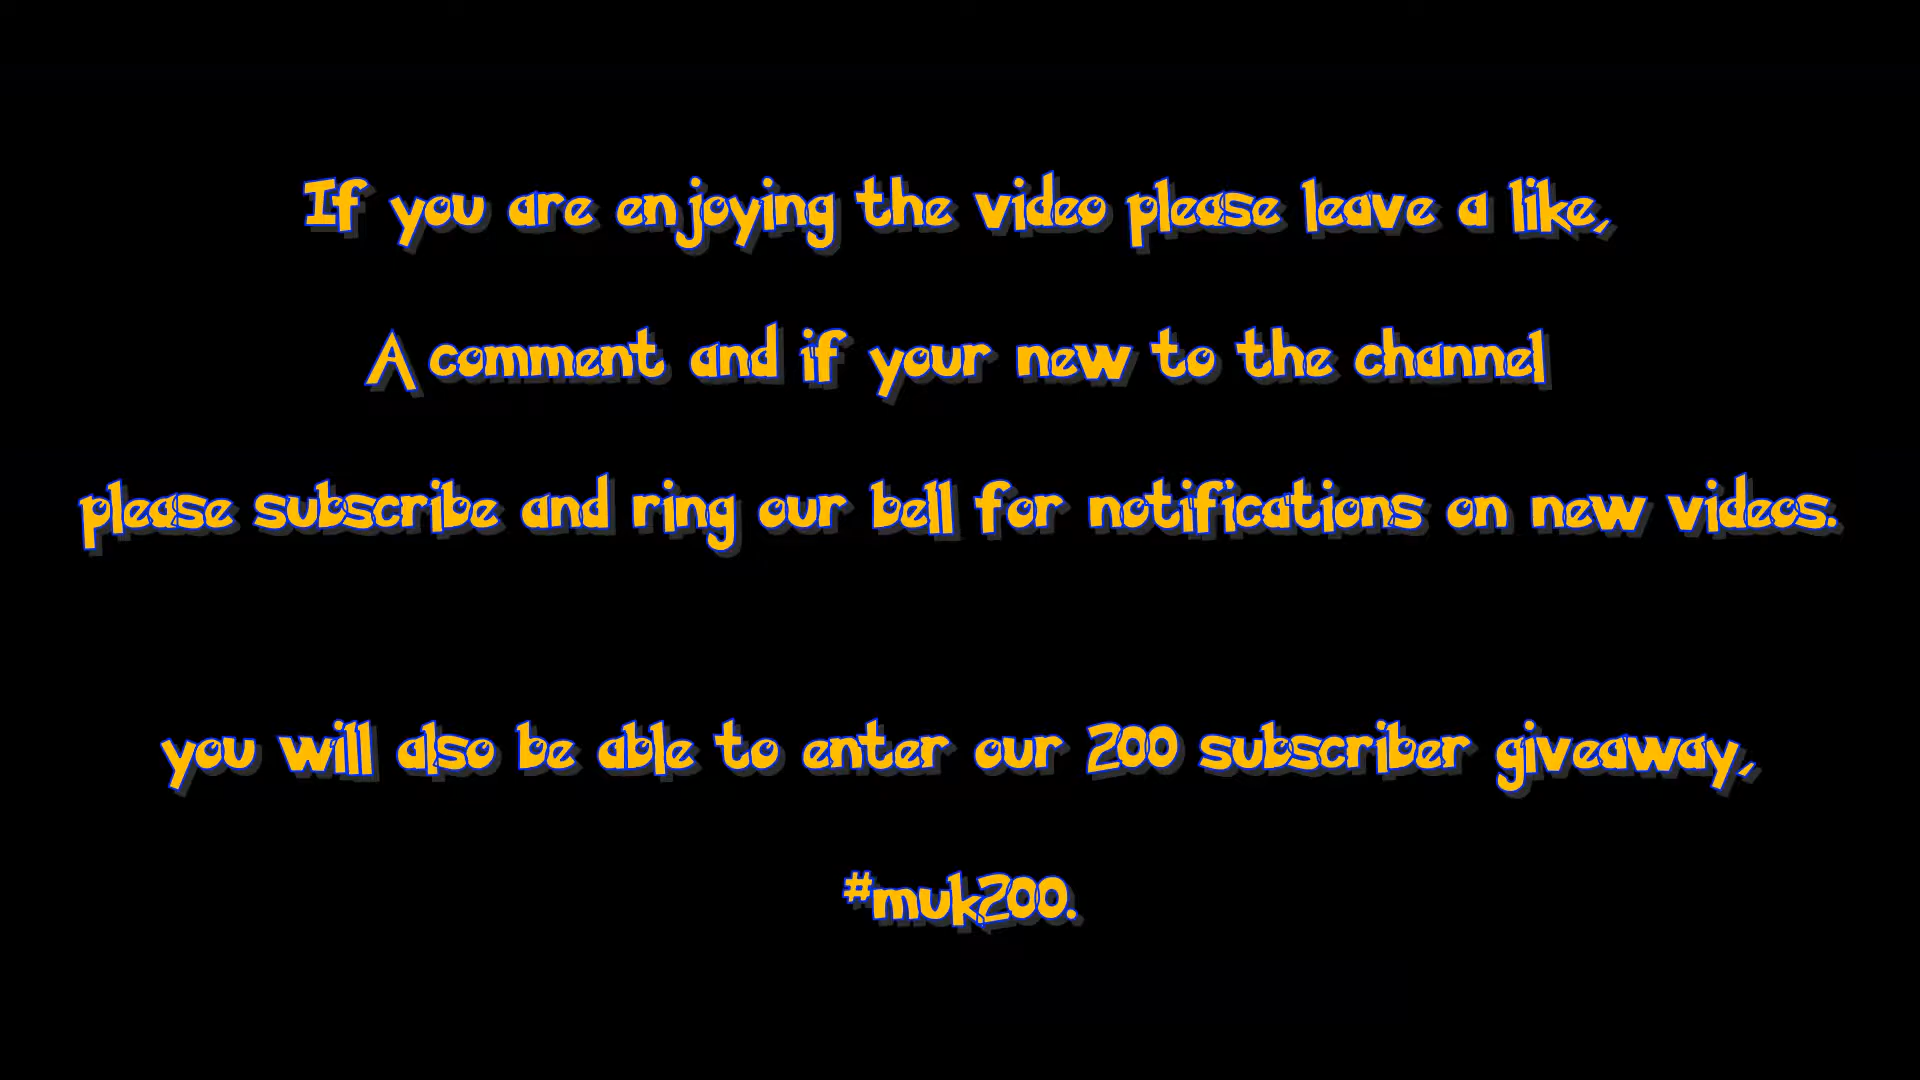 If you are enjoying the video please leave a like,
A comment and if your new to the channel
please subscribe and ring our bell for notifications on new videos.
you will also be able to enter our 200 subscriber giveaway,
#muk200.